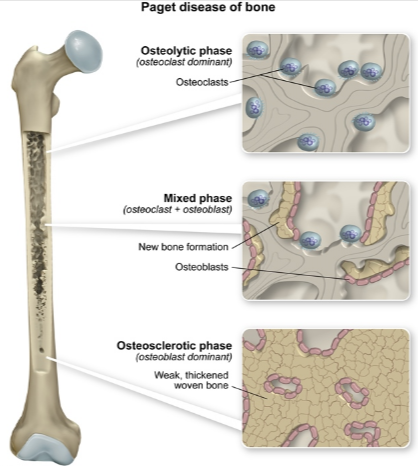 Paget disease of bone
Osteolytic phase
(osteoclast dominant)
Osteoclasts
Mixed phase
(osteoclast + osteoblast)
New bone formation
Osteoblasts
Osteosclerotic phase
(osteoblast dominant)
Weak, thickened
woven bone